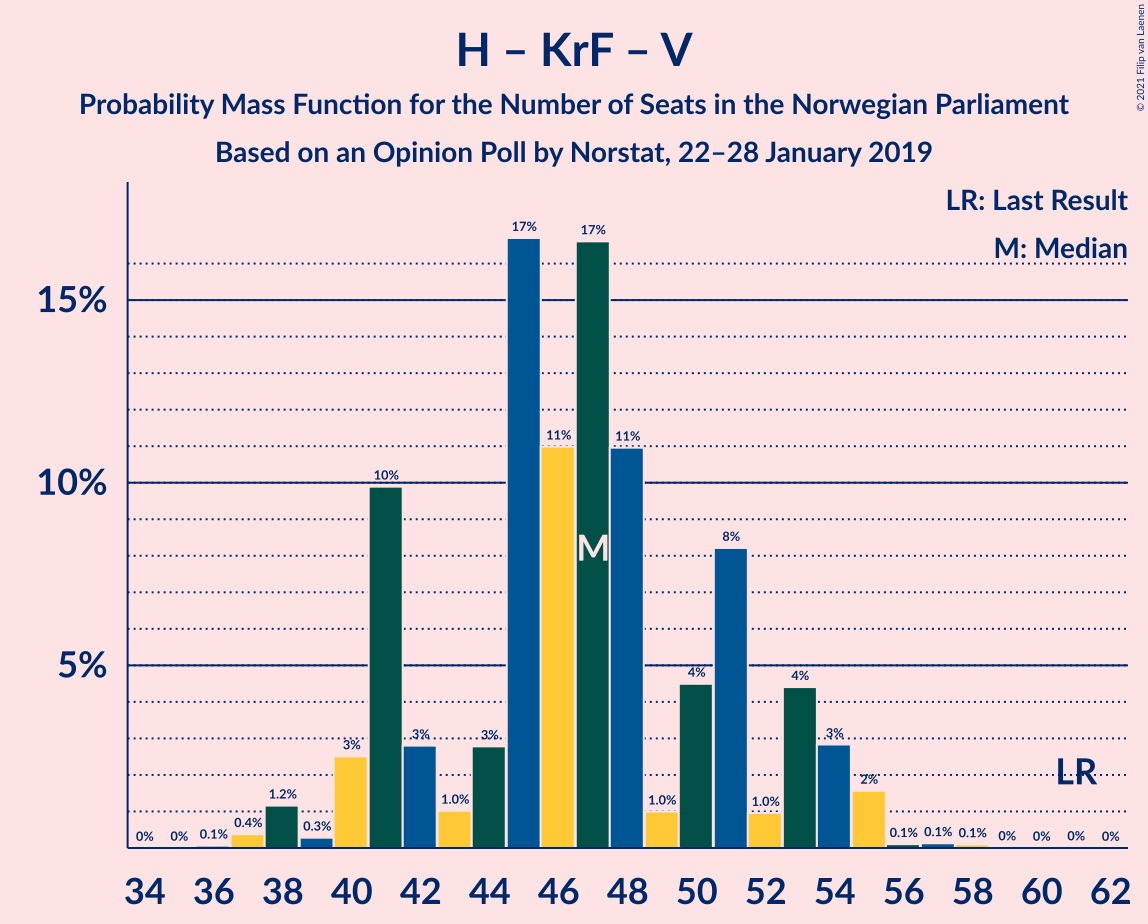 © 2021 Filip van Laenen
H – KrF – V
Probability Mass Function for the Number of Seats in the Norwegian Parliament
Based on an Opinion Poll by Norstat, 22–28 January 2019
LR: Last Result
M: Median
15%
10%
5%
0% 0% 0.1% 0.4% 1.2% 0.3% 3% 10% 3% 1.0% 3% 17% 11% 17% 11% 1.0% 4% 8% 1.0% 4% 3% 2% 0.1% 0.1% 0.1% 0% 0% 0% 0%
M
LR
34 36 38 40 42 44 46 48 50 52 54 56 58 60 62